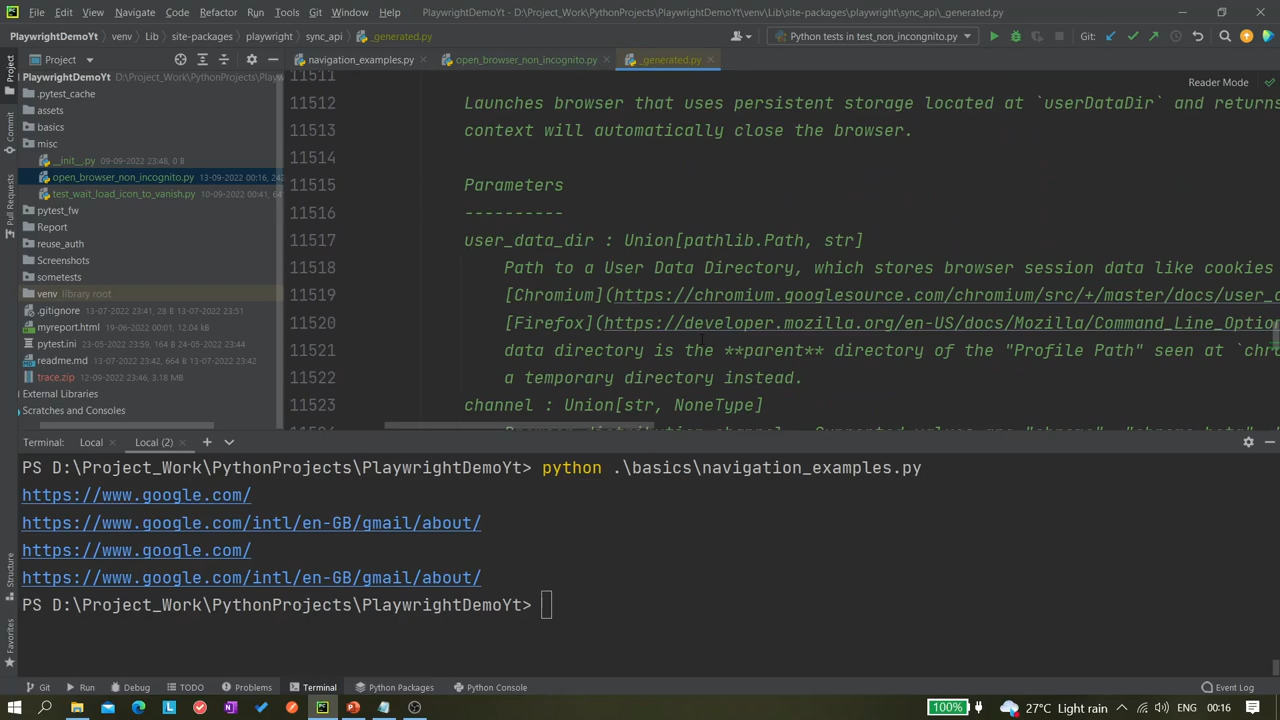 File Edit View Navigate Code Refactor Run Tools Git Window Help PlaywrightDemoYt - D:\Project_Work\PythonProjects\PlaywrightDemoYt\venv\Lib\site-packages\playwright\sync_api\_generated.py
PlaywrightDemoYt venv Lib site-packages playwright sync_api _generated.py Python tests in test_non_incognito.py Git:
Project navigation_examples.py open_browser_non_incognito.py _generated.py
Reader Mode
PlaywrightDemoYt D:\Project_Work\PythonProjects\PlaywrightDemoYt
.pytest_cache
assets
basics
misc
__init__.py 09-09-2022 23:48, 0 B
open_browser_non_incognito.py 13-09-2022 00:16, 242
test_wait_load_icon_to_vanish.py 10-09-2022 00:41, 64
pytest_fw
Report
reuse_auth
Screenshots
sometests
venv library root
.gitignore 13-07-2022 23:41, 28 B 13-07-2022 23:51
myreport.html 13-07-2022 23:41,
pytest.ini 23-05-2022 23:59, 164 B 24-05-2022
readme.md 13-07-2022 23:42,
trace.zip 12-09-2022 23:46, 3.18 MB
External Libraries
Scratches and Consoles
11511
11512 Launches browser that uses persistent storage located at `userDataDir` and returns
11513 context will automatically close the browser.
11514
11515 Parameters
11516 ----------
11517 user_data_dir : Union[pathlib.Path, str]
11518 Path to a User Data Directory, which stores browser session data like cookies
11519 [Chromium](https://chromium.googlesource.com/chromium/src/+/master/docs/user_d
11520 [Firefox](https://developer.mozilla.org/en-US/docs/Mozilla/Command_Line_Option
11521 data directory is the **parent** directory of the "Profile Path" seen at `chr
11522 a temporary directory instead.
11523 channel : Union[str, NoneType]
Project
Commit
Pull Requests
Structure
Favorites
Terminal: Local Local (2)
PS D:\Project_Work\PythonProjects\PlaywrightDemoYt> python .\basics\navigation_examples.py
https://www.google.com/
https://www.google.com/intl/en-GB/gmail/about/
https://www.google.com/
https://www.google.com/intl/en-GB/gmail/about/
PS D:\Project_Work\PythonProjects\PlaywrightDemoYt>
Git Run Debug TODO Problems Terminal Python Packages Python Console Event Log
100% 27°C Light rain ENG 00:16